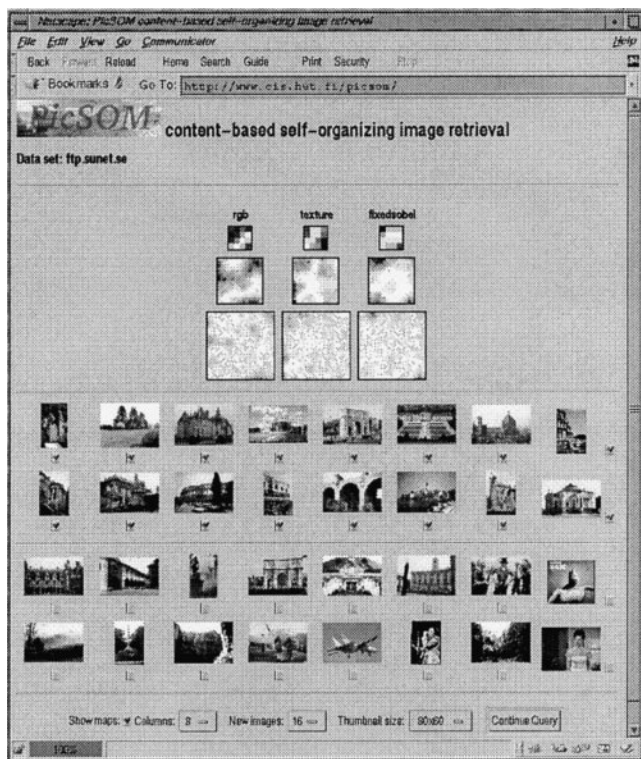 Netscape: PicSOM content-based self-organizing image retrieval
File Edit View Go Communicator Help
Back Forward Reload Home Search Guide Print Security Stop
Bookmarks Go To: http://www.cis.hut.fi/picsom/
PicSOM content-based self-organizing image retrieval
Data set: ftp.sunet.se
rgb texture fixedsobel
Show maps: Columns: 8 New images: 16 Thumbnail size: 80x60 Continue Query
100%